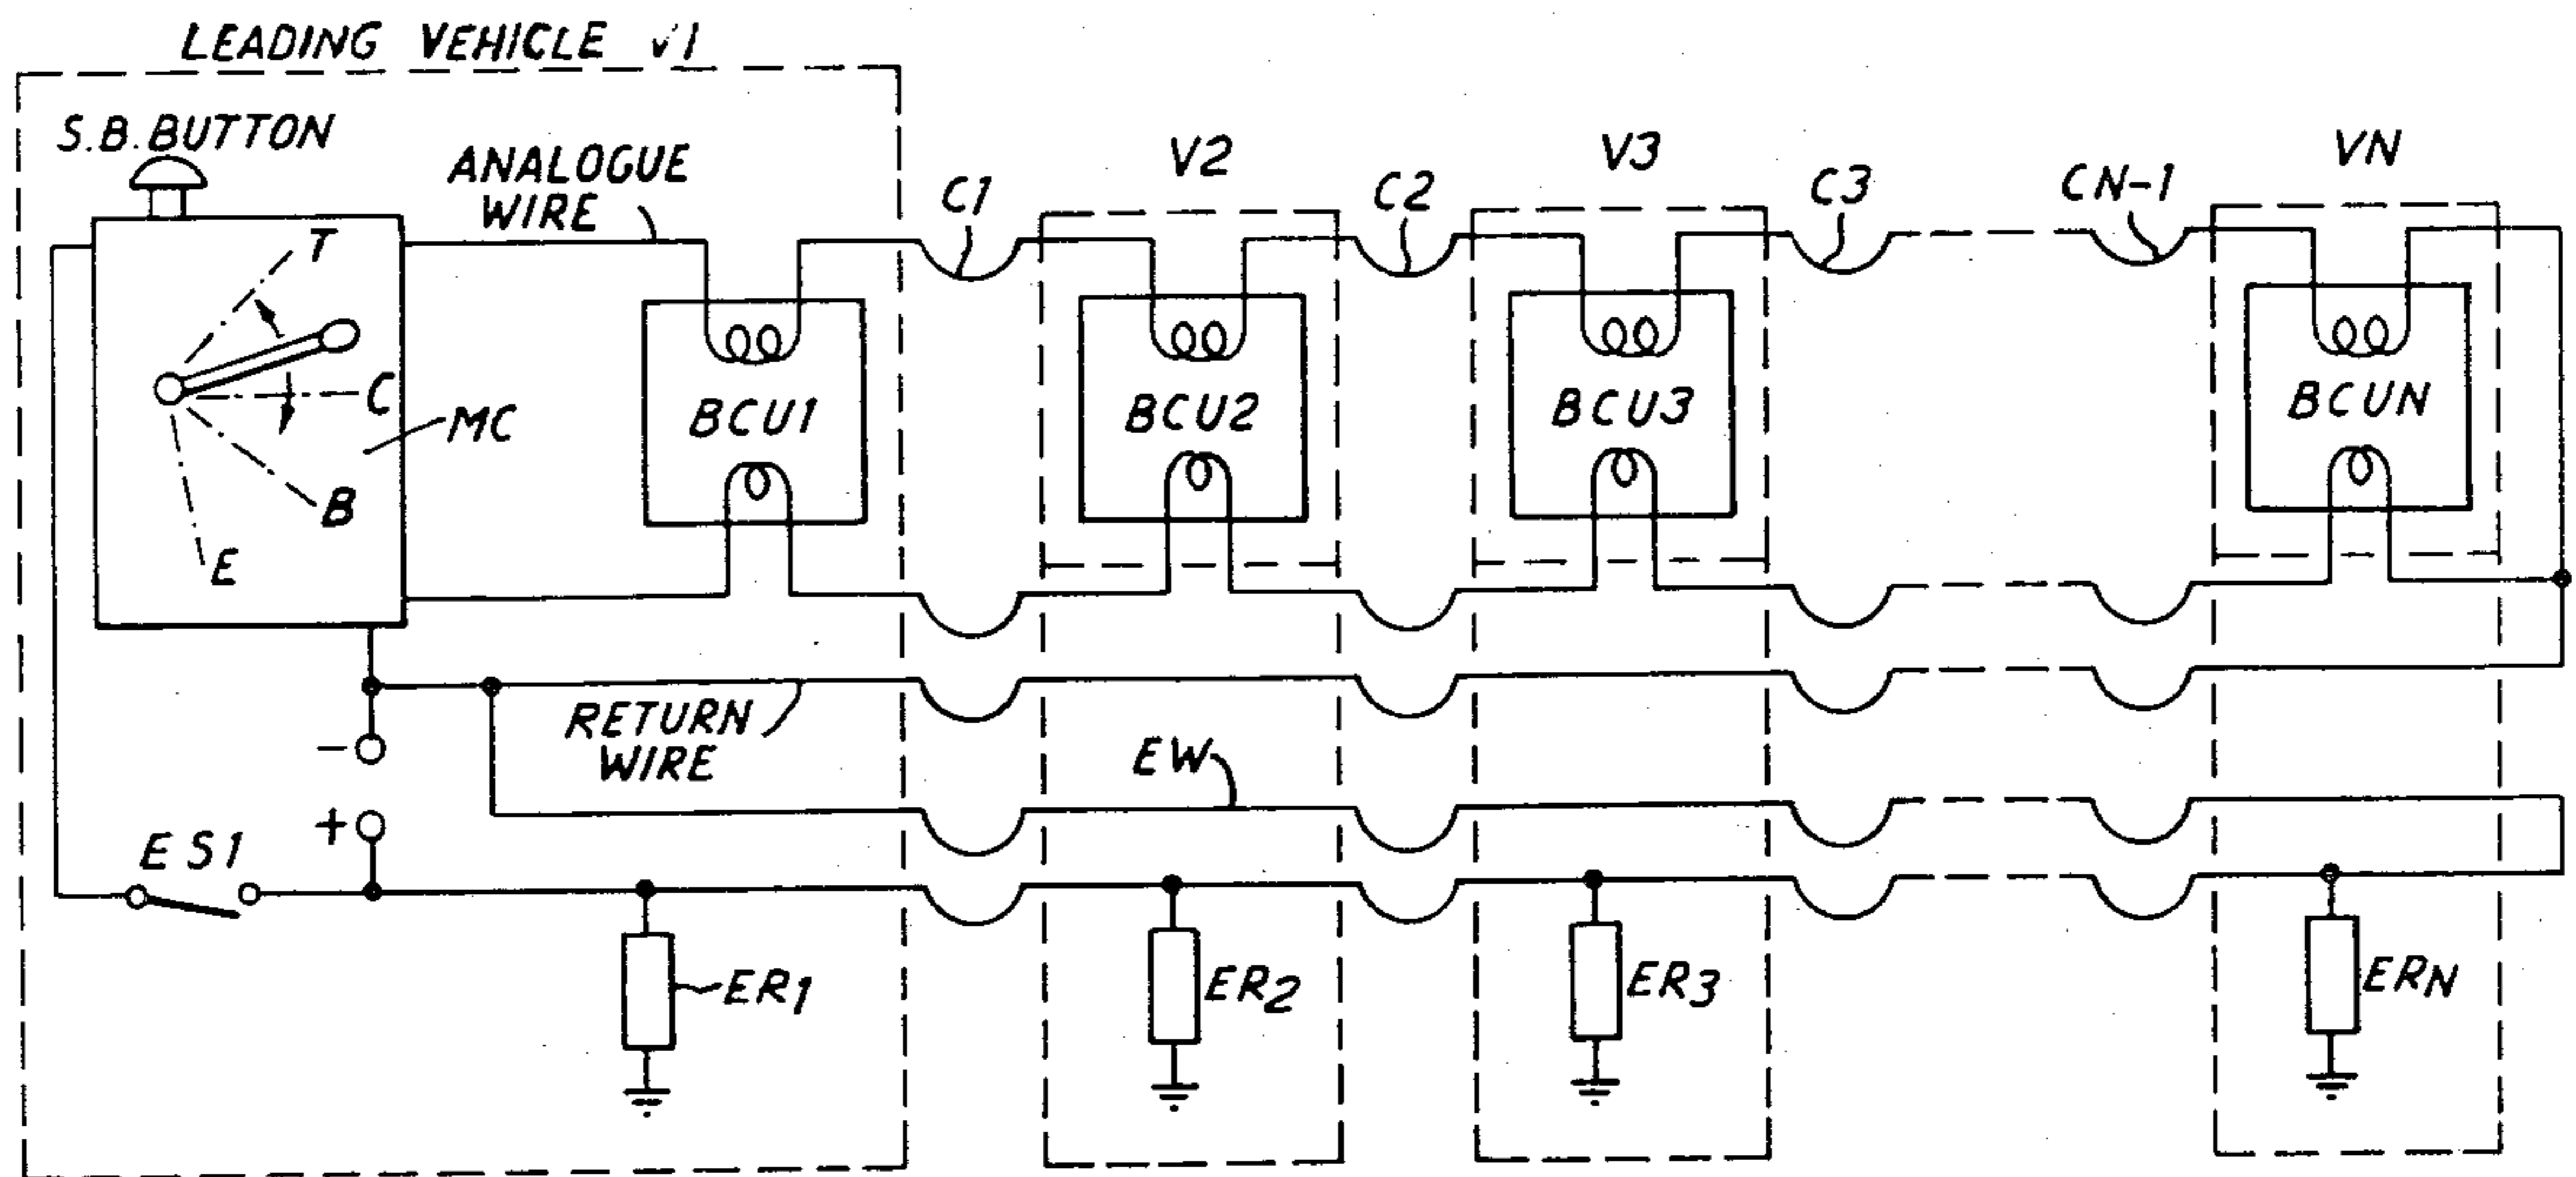 LEADING VEHICLE V1
S.B. BUTTON
ANALOGUE
WIRE
C1
V2
C2
V3
C3
CN-1
VN
T
C
MC
B
E
BCU1
BCU2
BCU3
BCUN
RETURN
WIRE
-
+
EW
ES1
ER1
ER2
ER3
ERN